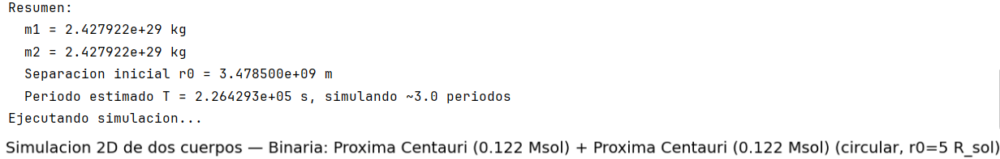 Resumen:
m1 = 2.427922e+29 kg
m2 = 2.427922e+29 kg
Separacion inicial r0 = 3.478500e+09 m
Periodo estimado T = 2.264293e+05 s, simulando ~3.0 periodos
Ejecutando simulacion...
Simulacion 2D de dos cuerpos — Binaria: Proxima Centauri (0.122 Msol) + Proxima Centauri (0.122 Msol) (circular, r0=5 R_sol)